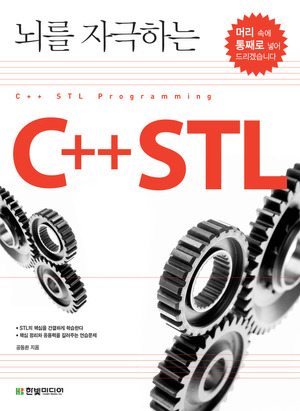 뇌를 자극하는
머리 속에
통째로 넣어
드리겠습니다
C++ STL Programming
C++ STL
• STL의 핵심을 간결하게 학습한다
• 핵심 정리와 응용력을 길러주는 연습문제
공동환 지음
한빛미디어